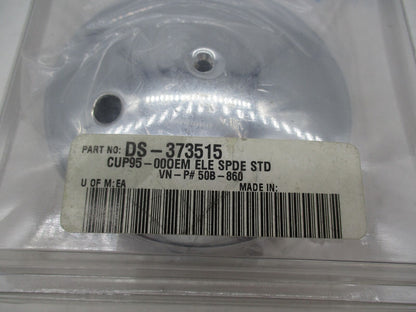 PART NO: DS-373515
CUP95-00OEM ELE SPDE STD
VN-P# 50B-860
U OF M:EA MADE IN: